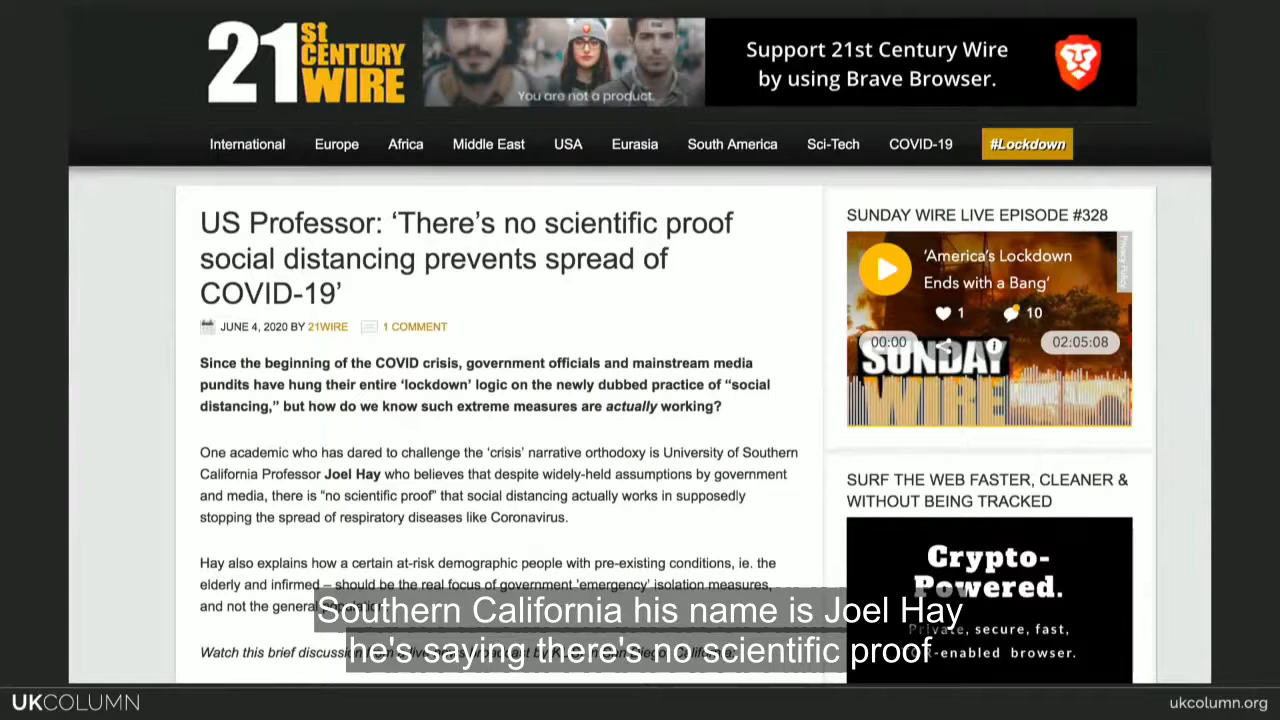 21st CENTURY WIRE
You are not a product.
Support 21st Century Wire
by using Brave Browser.
International Europe Africa Middle East USA Eurasia South America Sci-Tech COVID-19 #Lockdown
US Professor: ‘There’s no scientific proof
social distancing prevents spread of
COVID-19’
JUNE 4, 2020 BY 21WIRE 1 COMMENT
Since the beginning of the COVID crisis, government officials and mainstream media
pundits have hung their entire ‘lockdown’ logic on the newly dubbed practice of “social
distancing,” but how do we know such extreme measures are actually working?
One academic who has dared to challenge the ‘crisis’ narrative orthodoxy is University of Southern
California Professor Joel Hay who believes that despite widely-held assumptions by government
and media, there is “no scientific proof” that social distancing actually works in supposedly
stopping the spread of respiratory diseases like Coronavirus.
Hay also explains how a certain at-risk demographic people with pre-existing conditions, ie. the
elderly and infirmed – should be the real focus of government 'emergency' isolation measures,
and not the general population.
Watch this brief discussion
SUNDAY WIRE LIVE EPISODE #328
‘America’s Lockdown
Ends with a Bang’
Privacy Policy
1 10
00:00 02:05:08
SUNDAY
WIRE
SURF THE WEB FASTER, CLEANER &
WITHOUT BEING TRACKED
Crypto-
Powered.
Private, secure, fast,
-enabled browser.
Southern California his name is Joel Hay
he's saying there's no scientific proof
UKCOLUMN
ukcolumn.org